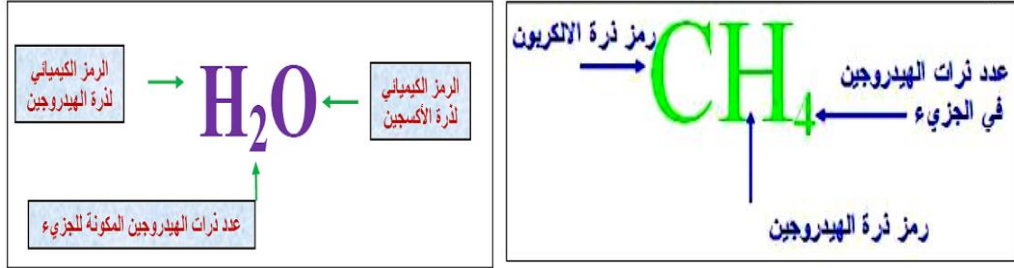 الرمز الكيميائي
لذرة الهيدروجين
H2O
الرمز الكيميائي
لذرة الأكسجين
عدد ذرات الهيدروجين المكونة للجزيء
رمز ذرة الالكربون
CH4
عدد ذرات الهيدروجين
في الجزيء
رمز ذرة الهيدروجين